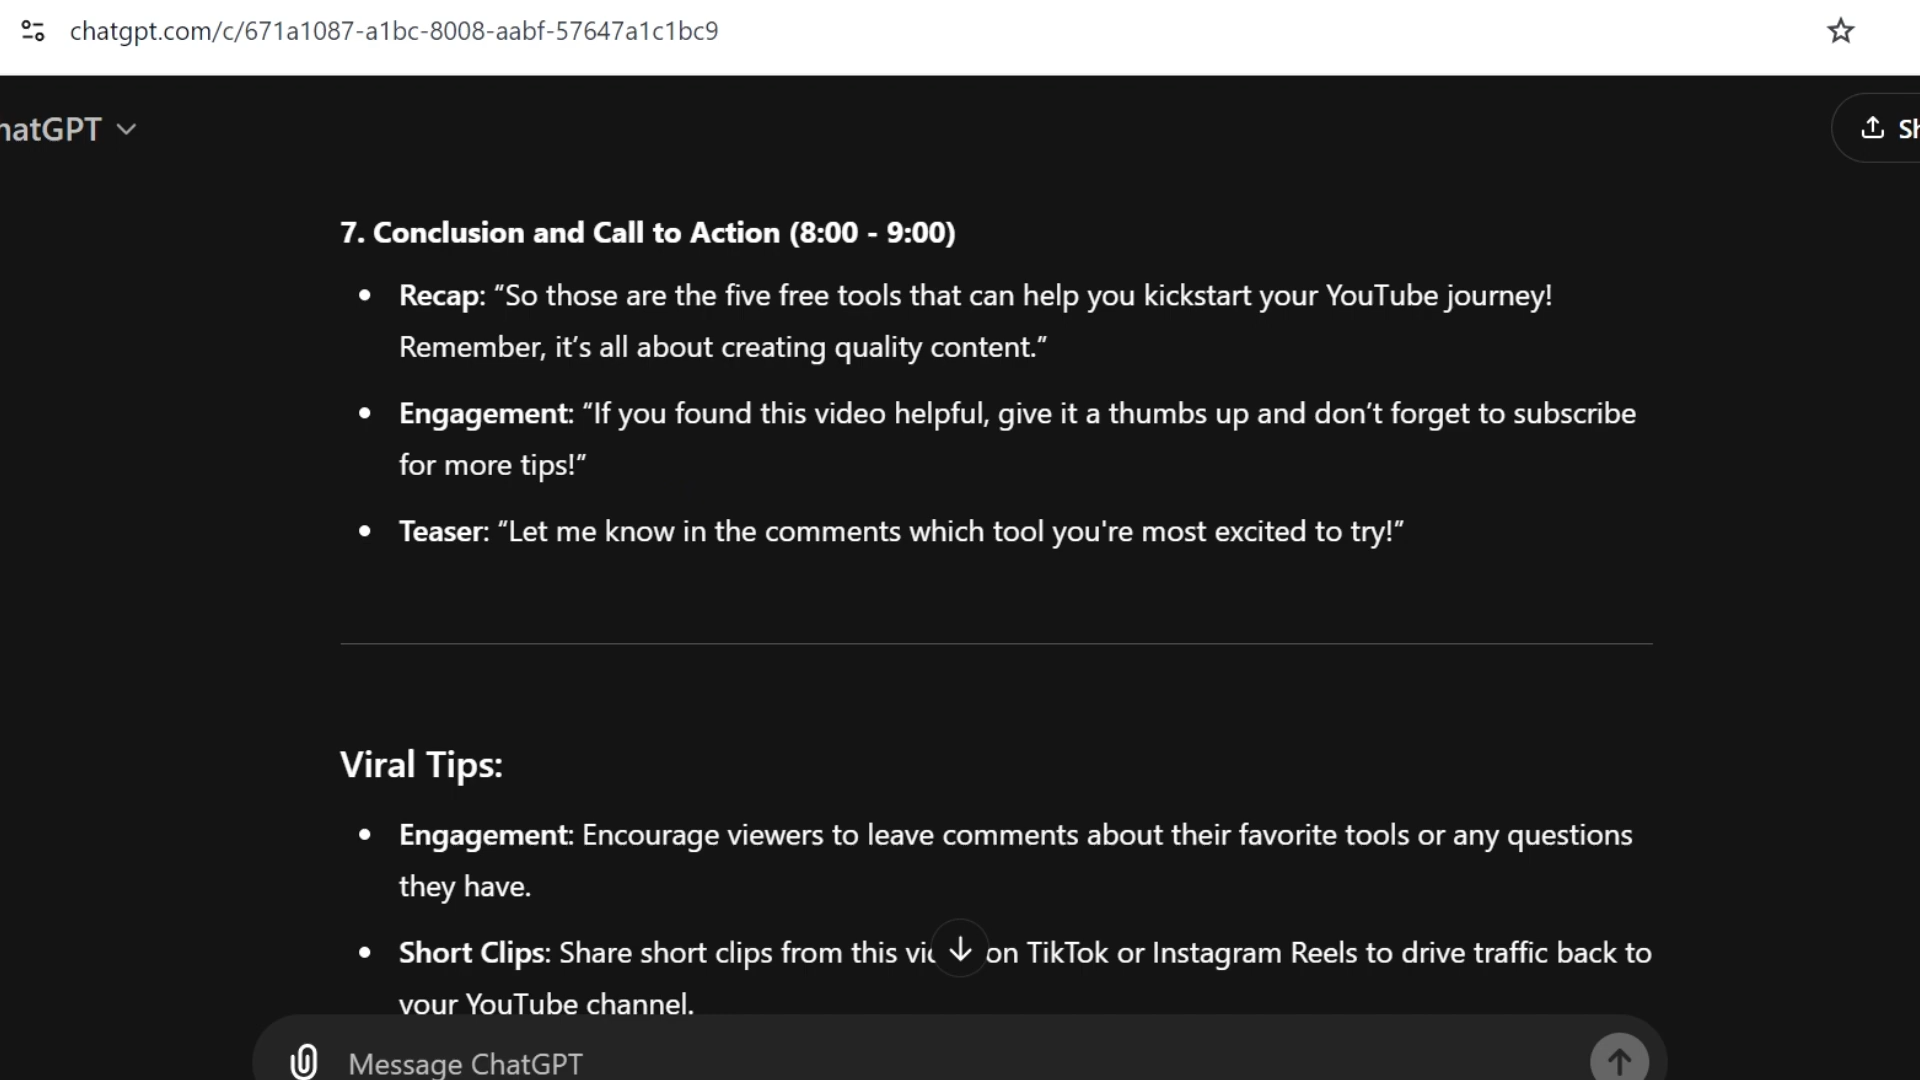 chatgpt.com/c/671a1087-a1bc-8008-aabf-57647a1c1bc9
hatGPT
Sh
7. Conclusion and Call to Action (8:00 - 9:00)
• Recap: “So those are the five free tools that can help you kickstart your YouTube journey!
Remember, it’s all about creating quality content.”
• Engagement: “If you found this video helpful, give it a thumbs up and don’t forget to subscribe
for more tips!”
• Teaser: “Let me know in the comments which tool you're most excited to try!”
Viral Tips:
• Engagement: Encourage viewers to leave comments about their favorite tools or any questions
they have.
• Short Clips: Share short clips from this vid on TikTok or Instagram Reels to drive traffic back to
your YouTube channel.
Message ChatGPT